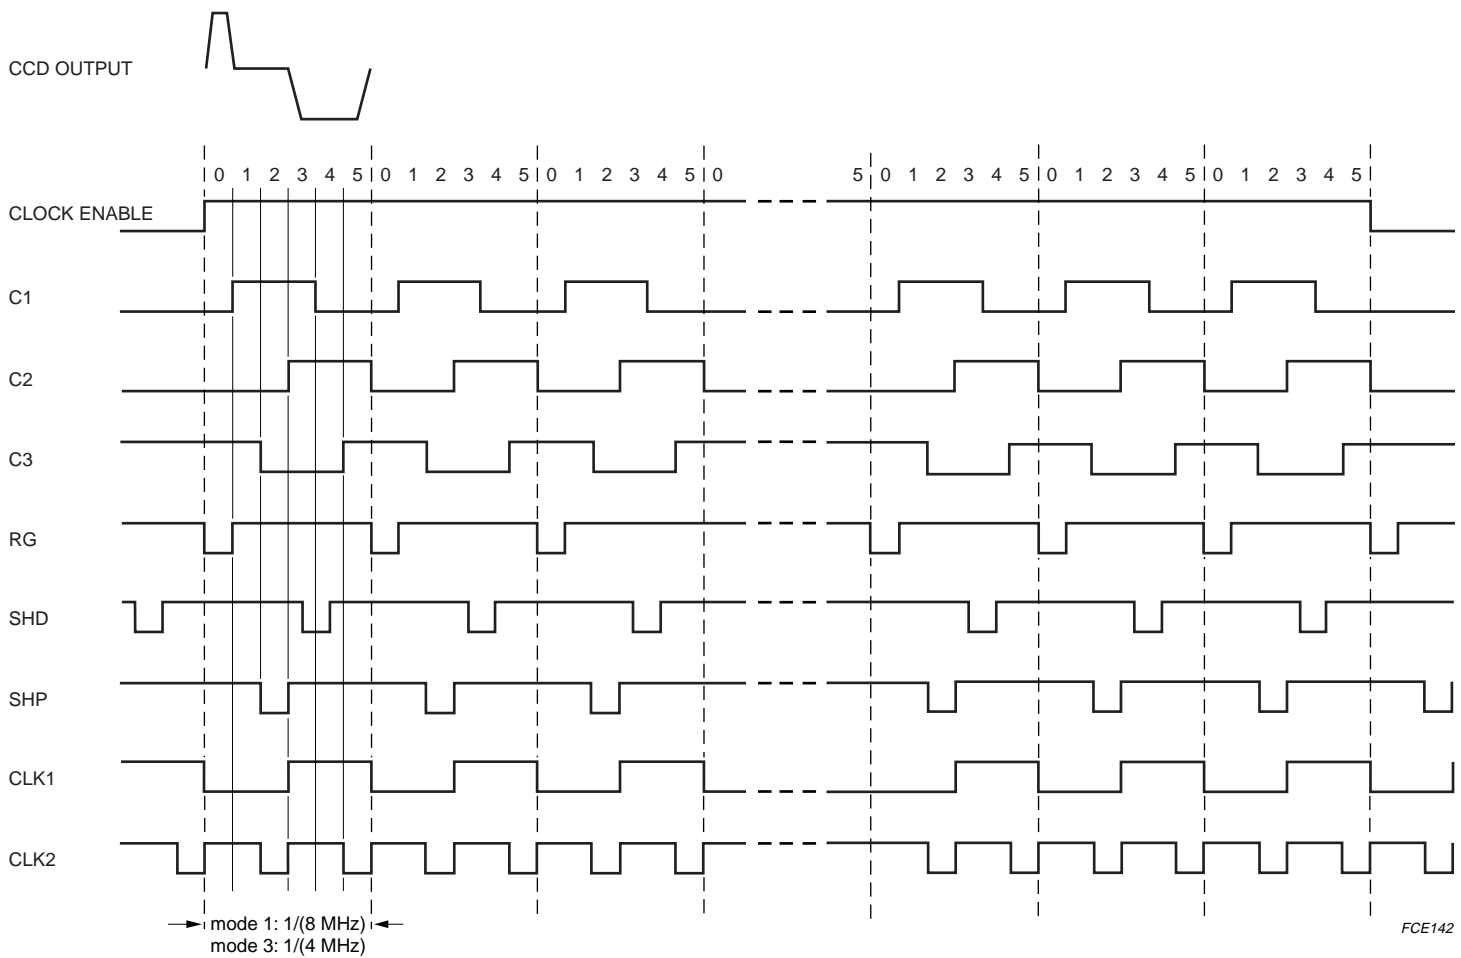 CCD OUTPUT
0 1 2 3 4 5 0 1 2 3 4 5 0 1 2 3 4 5 0 5 0 1 2 3 4 5 0 1 2 3 4 5 0 1 2 3 4 5
CLOCK ENABLE
C1
C2
C3
RG
SHD
SHP
CLK1
CLK2
mode 1: 1/(8 MHz)
mode 3: 1/(4 MHz)
FCE142